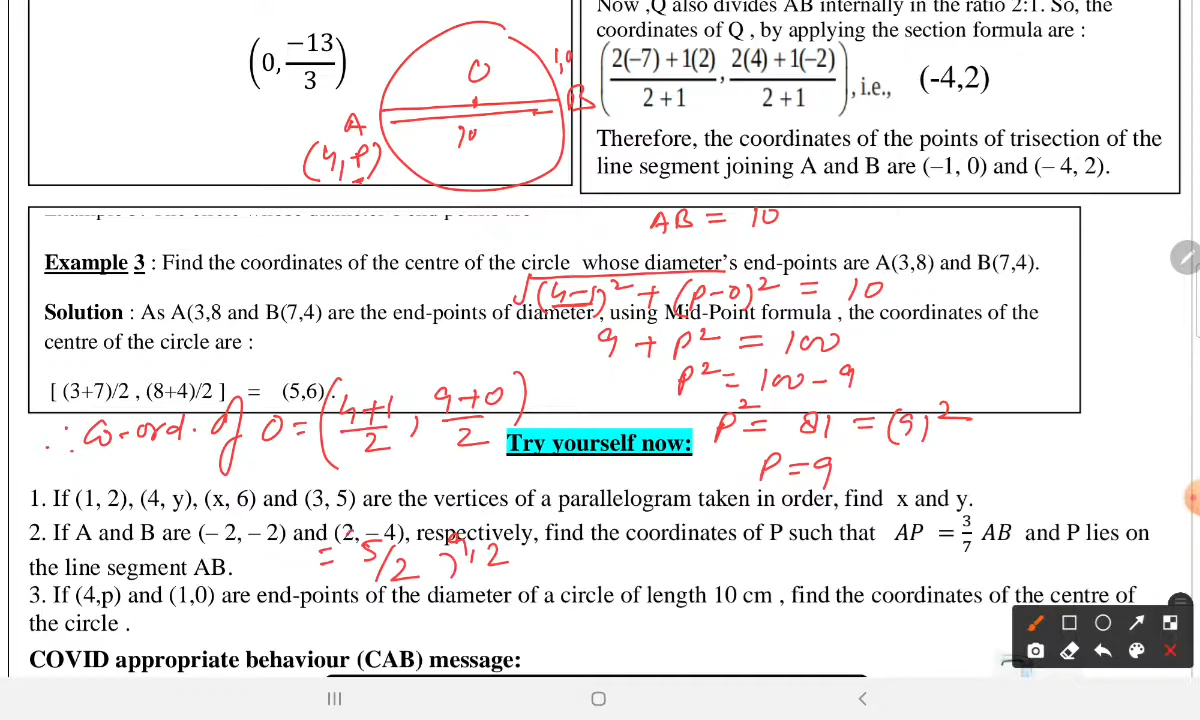 Now ,Q also divides AB internally in the ratio 2:1. So, the
coordinates of Q , by applying the section formula are :
(0, −13/3)
(2(−7) + 1(2) / 2 + 1, 2(4) + 1(−2) / 2 + 1), i.e., (-4,2)
Therefore, the coordinates of the points of trisection of the
line segment joining A and B are (−1, 0) and (− 4, 2).
O
1,0
B
A
10
(4, P)
AB = 10
Example 3 : Find the coordinates of the centre of the circle whose diameter's end-points are A(3,8) and B(7,4).
√(4-1)² + (P-0)² = 10
Solution : As A(3,8 and B(7,4) are the end-points of diameter , using Mid-Point formula , the coordinates of the
centre of the circle are :
9 + P² = 100
P² = 100 - 9
[ (3+7)/2 , (8+4)/2 ] = (5,6).
∴ Co-ord. of O = (4+1/2, 9+0/2)
P² = 81 = (9)²
P = 9
Try yourself now:
1. If (1, 2), (4, y), (x, 6) and (3, 5) are the vertices of a parallelogram taken in order, find x and y.
2. If A and B are (− 2, − 2) and (2, − 4), respectively, find the coordinates of P such that AP = 3/7 AB and P lies on
the line segment AB.
= 5/2, 9/2
3. If (4,p) and (1,0) are end-points of the diameter of a circle of length 10 cm , find the coordinates of the centre of
the circle .
COVID appropriate behaviour (CAB) message: